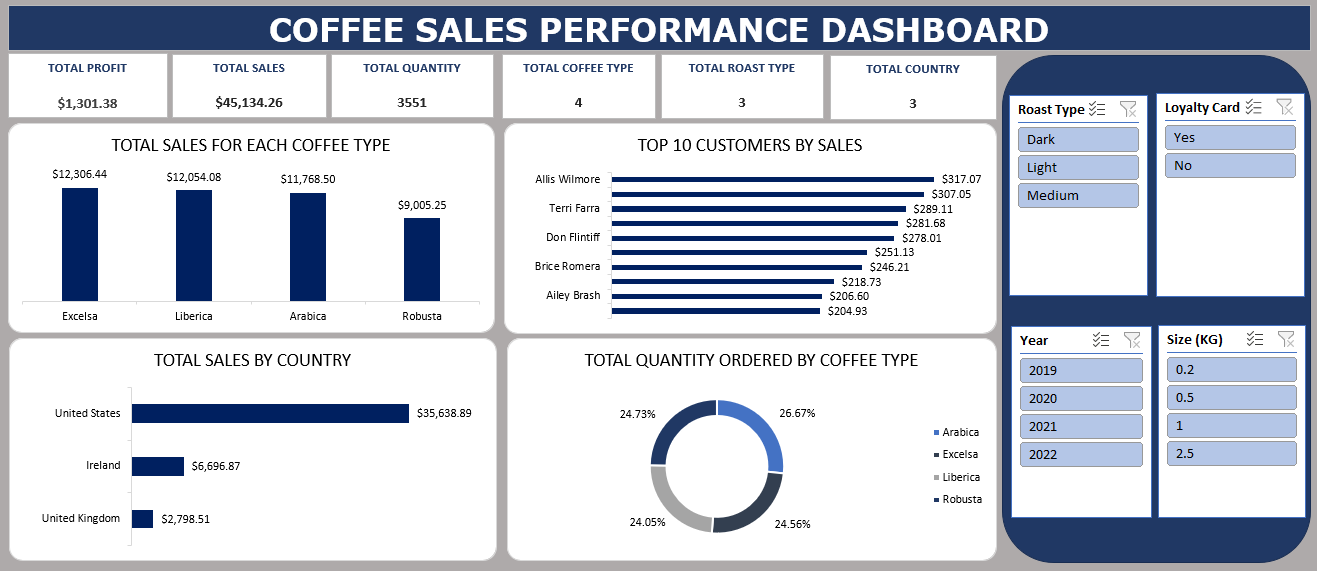 COFFEE SALES PERFORMANCE DASHBOARD
TOTAL PROFIT
$1,301.38
TOTAL SALES
$45,134.26
TOTAL QUANTITY
3551
TOTAL COFFEE TYPE
4
TOTAL ROAST TYPE
3
TOTAL COUNTRY
3
TOTAL SALES FOR EACH COFFEE TYPE
$12,306.44
$12,054.08
$11,768.50
$9,005.25
Excelsa
Liberica
Arabica
Robusta
TOP 10 CUSTOMERS BY SALES
Allis Wilmore
$317.07
$307.05
Terri Farra
$289.11
$281.68
Don Flintiff
$278.01
$251.13
Brice Romera
$246.21
$218.73
Ailey Brash
$206.60
$204.93
TOTAL SALES BY COUNTRY
United States
$35,638.89
Ireland
$6,696.87
United Kingdom
$2,798.51
TOTAL QUANTITY ORDERED BY COFFEE TYPE
24.73%
26.67%
24.05%
24.56%
Arabica
Excelsa
Liberica
Robusta
Roast Type
Dark
Light
Medium
Loyalty Card
Yes
No
Year
2019
2020
2021
2022
Size (KG)
0.2
0.5
1
2.5